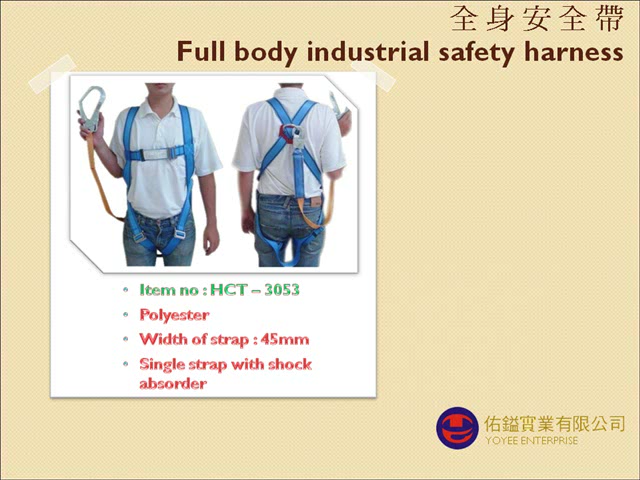 全身安全帶
Full body industrial safety harness
Item no : HCT – 3053
Polyester
Width of strap : 45mm
Single strap with shock
absorder
佑鎰實業有限公司
YOYEE ENTERPRISE